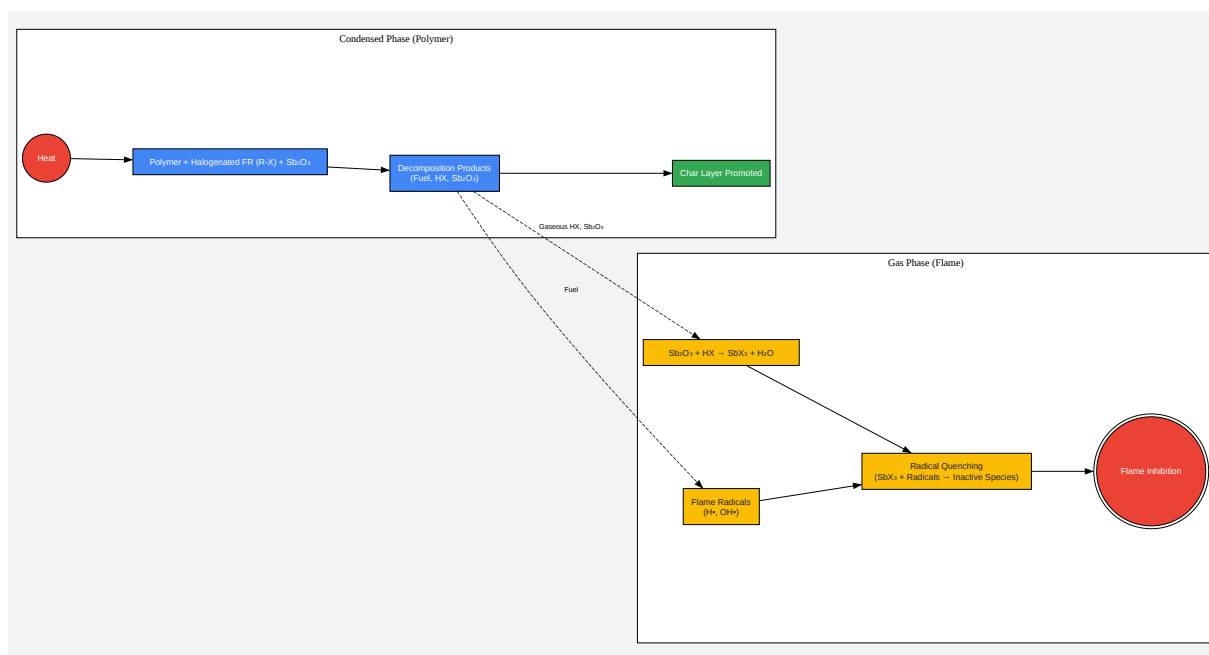 Condensed Phase (Polymer)
Heat
Polymer + Halogenated FR (R-X) + Sb₂O₃
Decomposition Products
(Fuel, HX, Sb₂O₃)
Char Layer Promoted
Gaseous HX, Sb₂O₃
Fuel
Gas Phase (Flame)
Sb₂O₃ + HX → SbX₃ + H₂O
Radical Quenching
(SbX₃ + Radicals → Inactive Species)
Flame Inhibition
Flame Radicals
(H•, OH•)